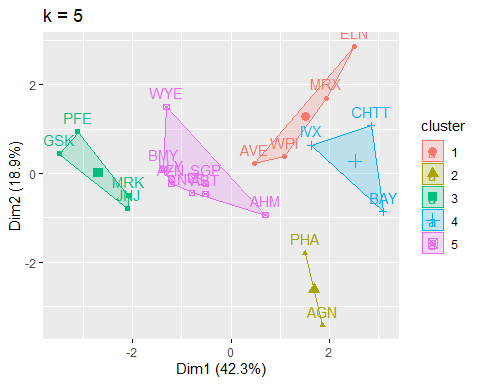 k = 5
ELN
MRX
WYE
CHTT
PFE
IVX
WPI
GSK
AVE
BMY
SGP
MRK
ABT
JNJ
AHM
BAY
PHA
AGN
2
0
-2
-2
0
2
Dim2 (18.9%)
Dim1 (42.3%)
cluster
1
2
3
4
5